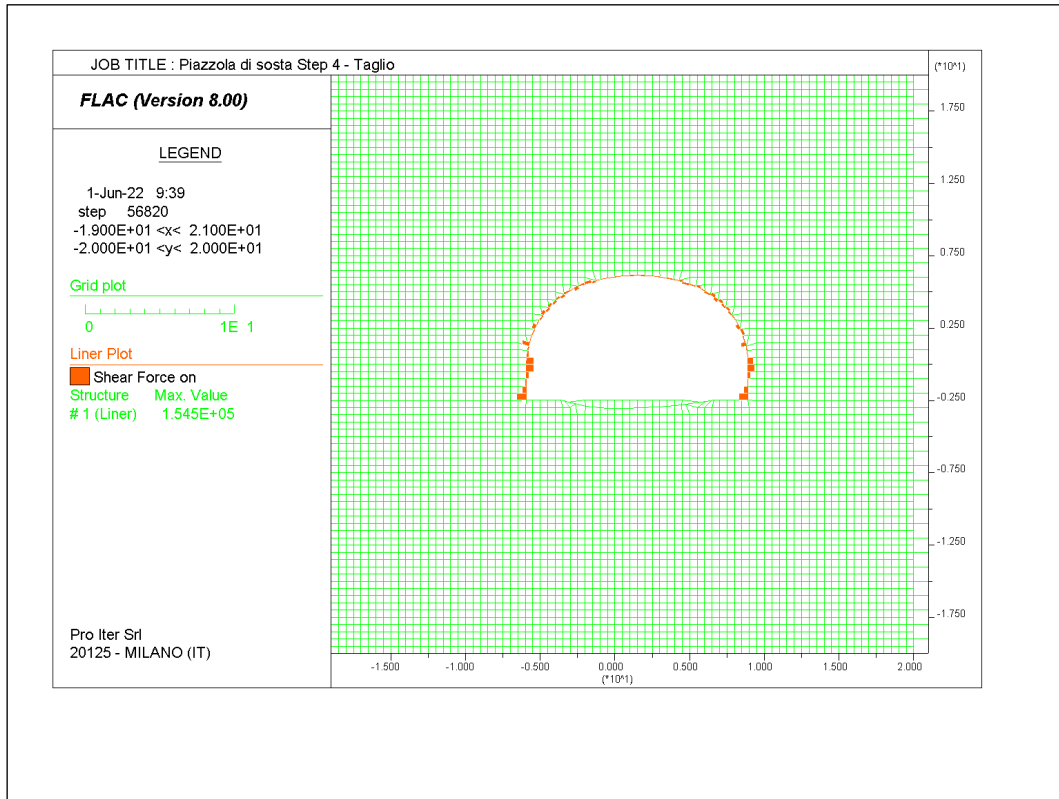 JOB TITLE : Piazzola di sosta Step 4 - Taglio
(*10^1)
FLAC (Version 8.00)
LEGEND
1-Jun-22 9:39
step 56820
-1.900E+01 <x< 2.100E+01
-2.000E+01 <y< 2.000E+01
Grid plot
0 1E 1
Liner Plot
Shear Force on
Structure Max. Value
# 1 (Liner) 1.545E+05
Pro Iter Srl
20125 - MILANO (IT)
1.750
1.250
0.750
0.250
-0.250
-0.750
-1.250
-1.750
-1.500 -1.000 -0.500 0.000 0.500 1.000 1.500 2.000
(*10^1)